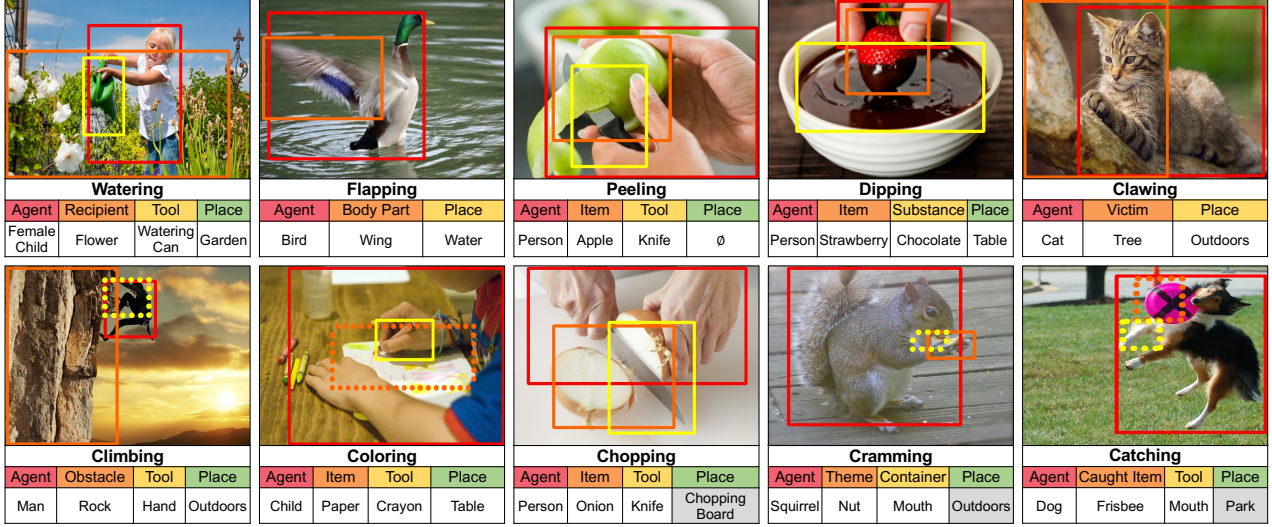 Watering
Agent Recipient Tool Place
Female Child Flower Watering Can Garden
Flapping
Agent Body Part Place
Bird Wing Water
Peeling
Agent Item Tool Place
Person Apple Knife Ø
Dipping
Agent Item Substance Place
Person Strawberry Chocolate Table
Clawing
Agent Victim Place
Cat Tree Outdoors
Climbing
Agent Obstacle Tool Place
Man Rock Hand Outdoors
Coloring
Agent Item Tool Place
Child Paper Crayon Table
Chopping
Agent Item Tool Place
Person Onion Knife Chopping Board
Cramming
Agent Theme Container Place
Squirrel Nut Mouth Outdoors
Catching
Agent Caught Item Tool Place
Dog Frisbee Mouth Park